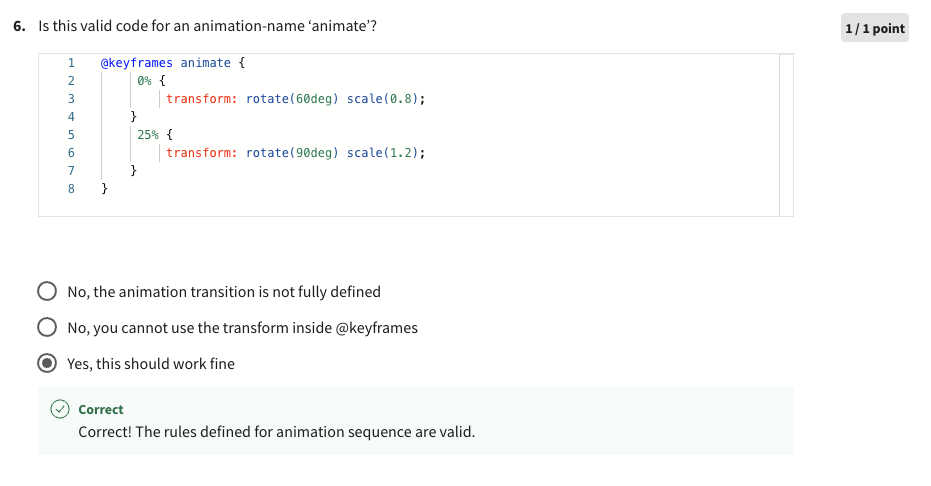 6. Is this valid code for an animation-name ‘animate’?
1 / 1 point
1 @keyframes animate {
2 0% {
3 transform: rotate(60deg) scale(0.8);
4 }
5 25% {
6 transform: rotate(90deg) scale(1.2);
7 }
8 }
No, the animation transition is not fully defined
No, you cannot use the transform inside @keyframes
Yes, this should work fine
Correct
Correct! The rules defined for animation sequence are valid.